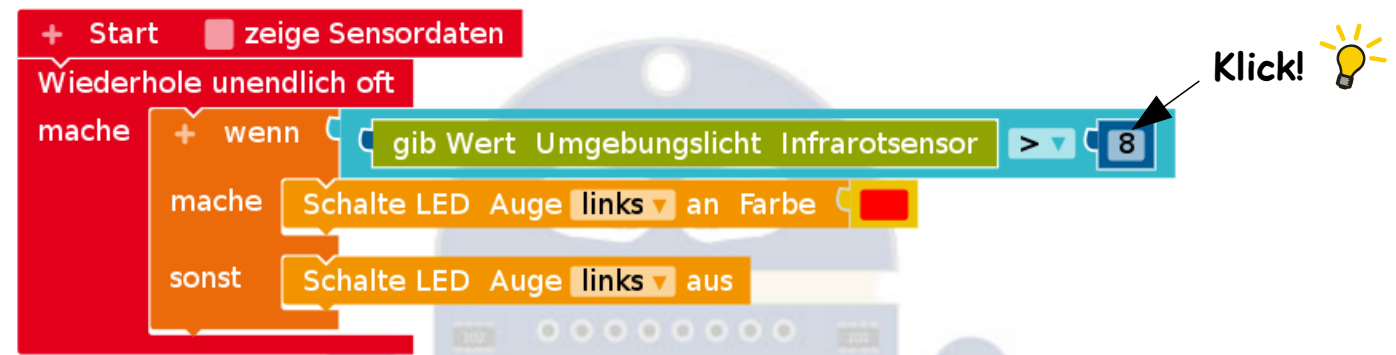 + Start zeige Sensordaten
Wiederhole unendlich oft
Klick!
mache + wenn gib Wert Umgebungslicht Infrarotsensor > 8
mache Schalte LED Auge links an Farbe
sonst Schalte LED Auge links aus
102